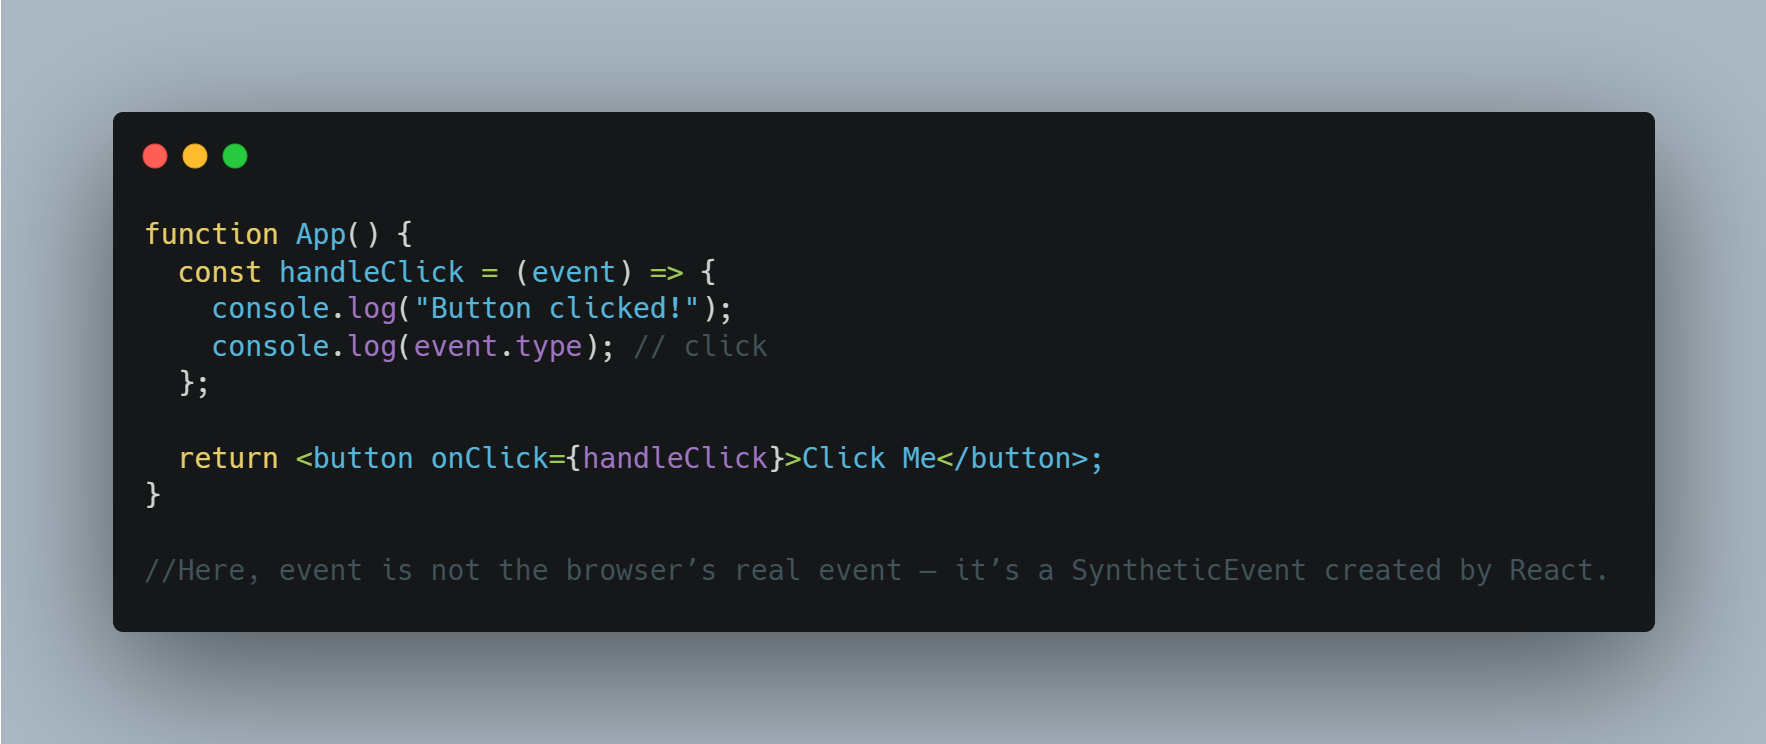 function App() {
  const handleClick = (event) => {
    console.log("Button clicked!");
    console.log(event.type); // click
  };

  return <button onClick={handleClick}>Click Me</button>;
}

//Here, event is not the browser’s real event — it’s a SyntheticEvent created by React.